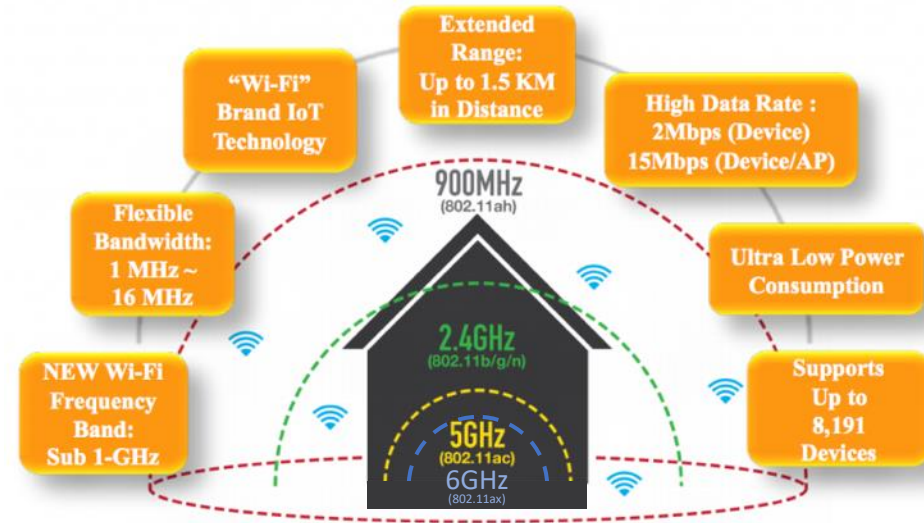 Extended
Range:
Up to 1.5 KM
in Distance
“Wi-Fi”
Brand IoT
Technology
High Data Rate :
2Mbps (Device)
15Mbps (Device/AP)
Flexible
Bandwidth:
1 MHz ~
16 MHz
Ultra Low Power
Consumption
NEW Wi-Fi
Frequency
Band:
Sub 1-GHz
Supports
Up to
8,191
Devices
900MHz
(802.11ah)
2.4GHz
(802.11b/g/n)
5GHz
(802.11ac)
6GHz
(802.11ax)